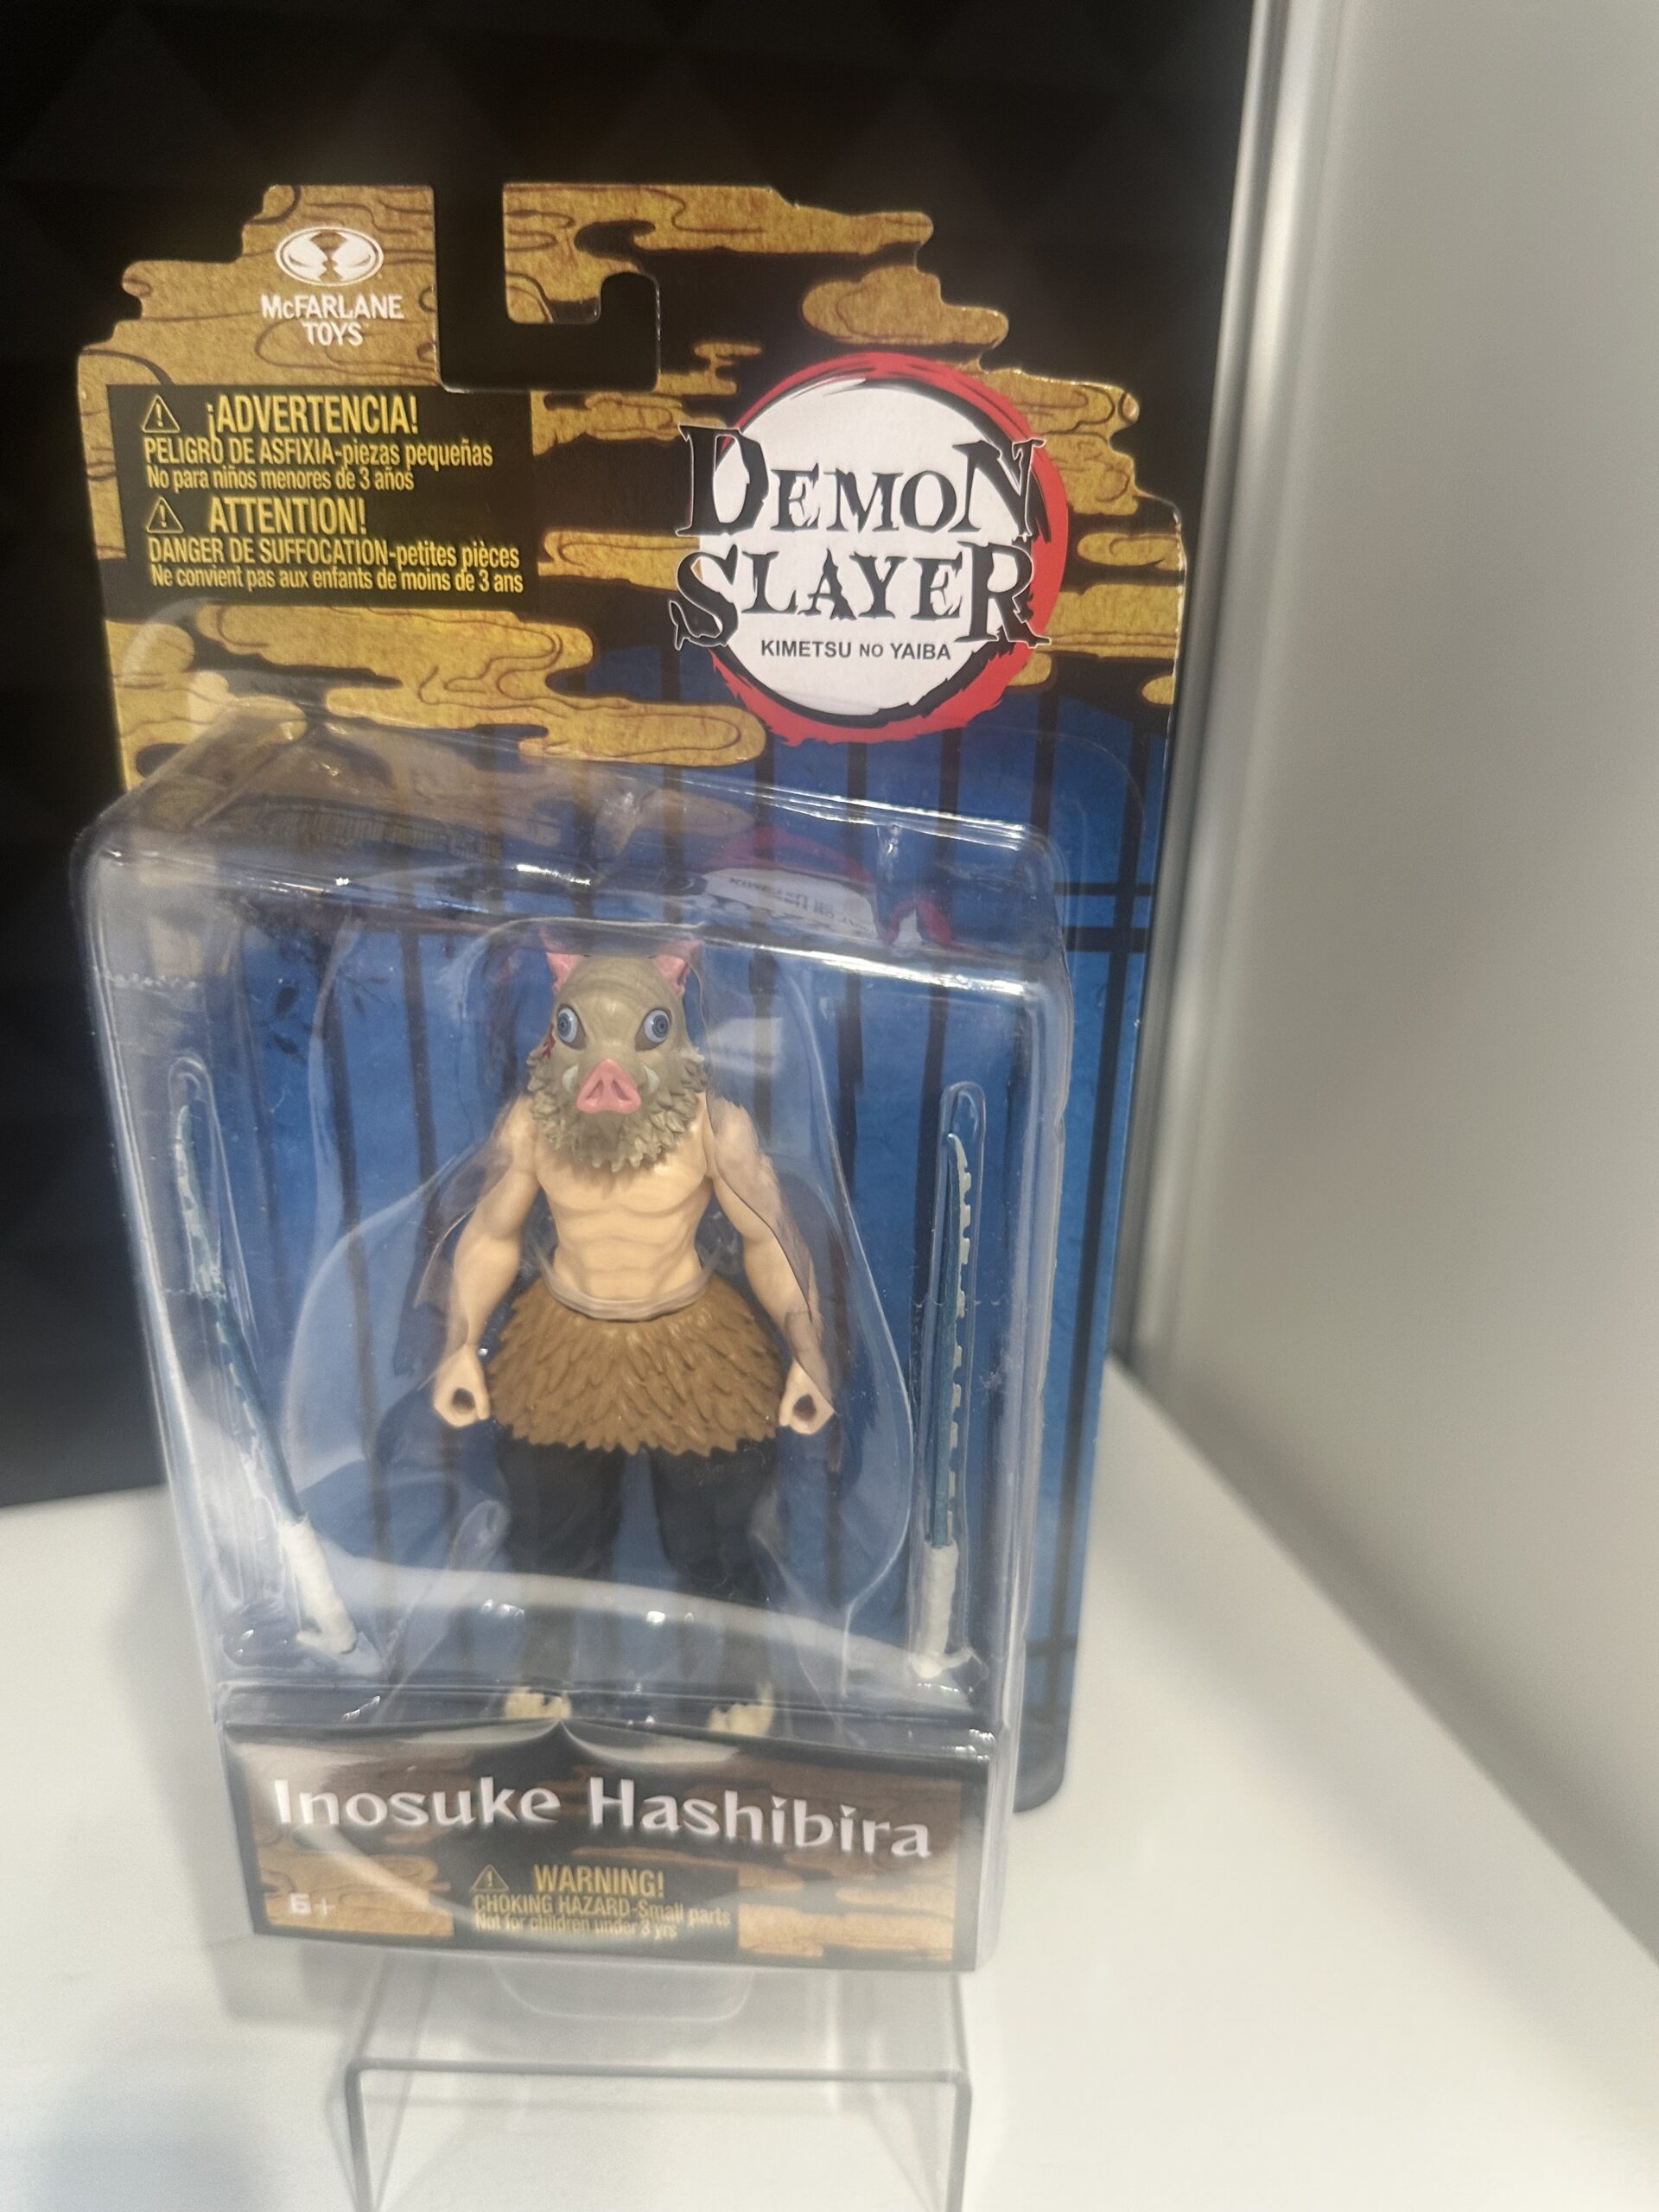 McFARLANE
TOYS
¡ADVERTENCIA!
PELIGRO DE ASFIXIA-piezas pequeñas
No para niños menores de 3 años
ATTENTION!
DANGER DE SUFFOCATION-petites pièces
Ne convient pas aux enfants de moins de 3 ans
DEMON
SLAYER
KIMETSU NO YAIBA
Inosuke Hashibira
6+
WARNING!
CHOKING HAZARD-Small parts
Not for children under 3 yrs